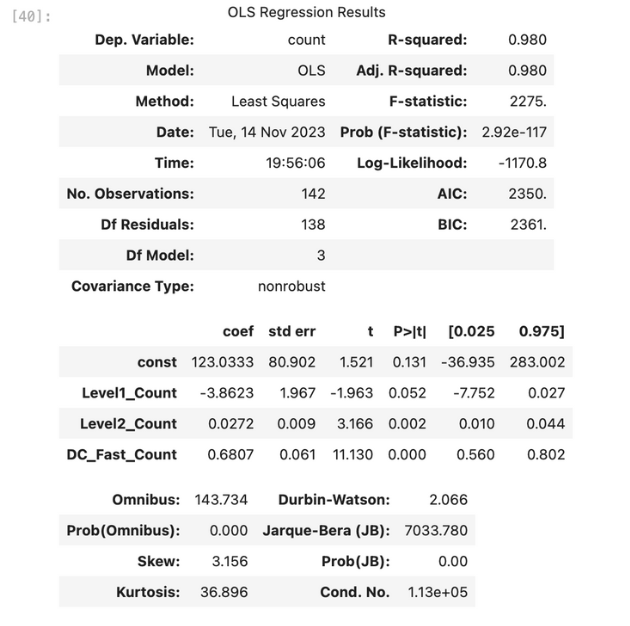 [40]:
OLS Regression Results
Dep. Variable: count R-squared: 0.980
Model: OLS Adj. R-squared: 0.980
Method: Least Squares F-statistic: 2275.
Date: Tue, 14 Nov 2023 Prob (F-statistic): 2.92e-117
Time: 19:56:06 Log-Likelihood: -1170.8
No. Observations: 142 AIC: 2350.
Df Residuals: 138 BIC: 2361.
Df Model: 3
Covariance Type: nonrobust
coef std err t P>|t| [0.025 0.975]
const 123.0333 80.902 1.521 0.131 -36.935 283.002
Level1_Count -3.8623 1.967 -1.963 0.052 -7.752 0.027
Level2_Count 0.0272 0.009 3.166 0.002 0.010 0.044
DC_Fast_Count 0.6807 0.061 11.130 0.000 0.560 0.802
Omnibus: 143.734 Durbin-Watson: 2.066
Prob(Omnibus): 0.000 Jarque-Bera (JB): 7033.780
Skew: 3.156 Prob(JB): 0.00
Kurtosis: 36.896 Cond. No. 1.13e+05